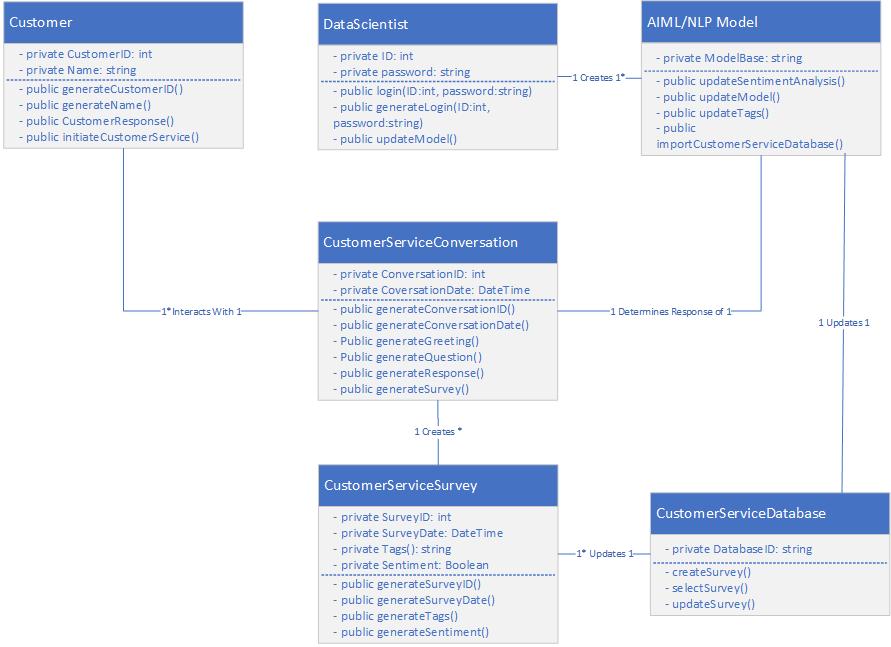 Customer
- private CustomerID: int
- private Name: string
- public generateCustomerID()
- public generateName()
- public CustomerResponse()
- public initiateCustomerService()
DataScientist
- private ID: int
- private password: string
- public login(ID:int, password:string)
- public generateLogin(ID:int,
password:string)
- public updateModel()
1 Creates 1*
AIML/NLP Model
- private ModelBase: string
- public updateSentimentAnalysis()
- public updateModel()
- public updateTags()
- public
importCustomerServiceDatabase()
CustomerServiceConversation
- private ConversationID: int
- private CoversationDate: DateTime
- public generateConversationID()
- public generateConversationDate()
- Public generateGreeting()
- Public generateQuestion()
- public generateResponse()
- public generateSurvey()
1* Interacts With 1
1 Determines Response of 1
1 Updates 1
1 Creates *
CustomerServiceSurvey
- private SurveyID: int
- private SurveyDate: DateTime
- private Tags(): string
- private Sentiment: Boolean
- public generateSurveyID()
- public generateSurveyDate()
- public generateTags()
- public generateSentiment()
1* Updates 1
CustomerServiceDatabase
- private DatabaseID: string
- createSurvey()
- selectSurvey()
- updateSurvey()